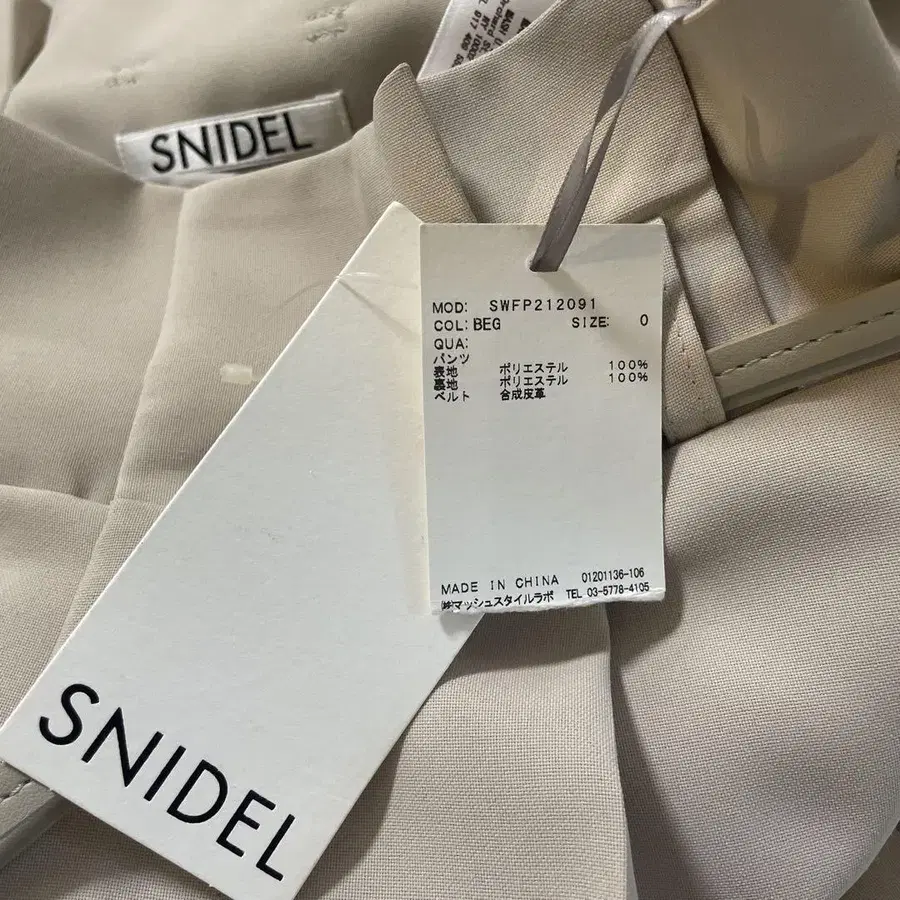 SNIDEL
MOD: SWFP212091
COL: BEG SIZE: 0
QUA:
パンツ
表地 ポリエステル 100%
裏地 ポリエステル 100%
ベルト 合成皮革
MADE IN CHINA 01201136-106
㈱マッシュスタイルラボ TEL 03-5778-4105
SNIDEL